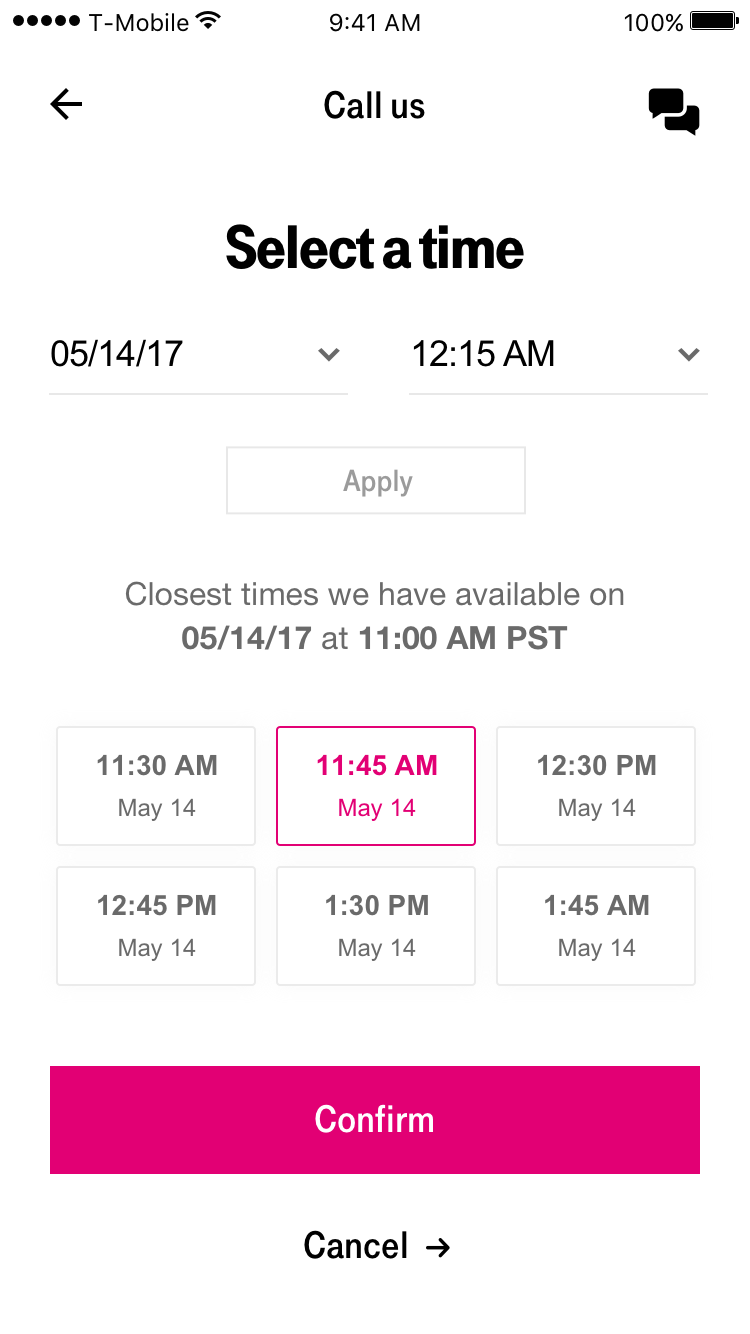 T-Mobile 9:41 AM 100%
Call us
Select a time
05/14/17 12:15 AM
Apply
Closest times we have available on
05/14/17 at 11:00 AM PST
11:30 AM 11:45 AM 12:30 PM
May 14 May 14 May 14
12:45 PM 1:30 PM 1:45 AM
May 14 May 14 May 14
Confirm
Cancel →